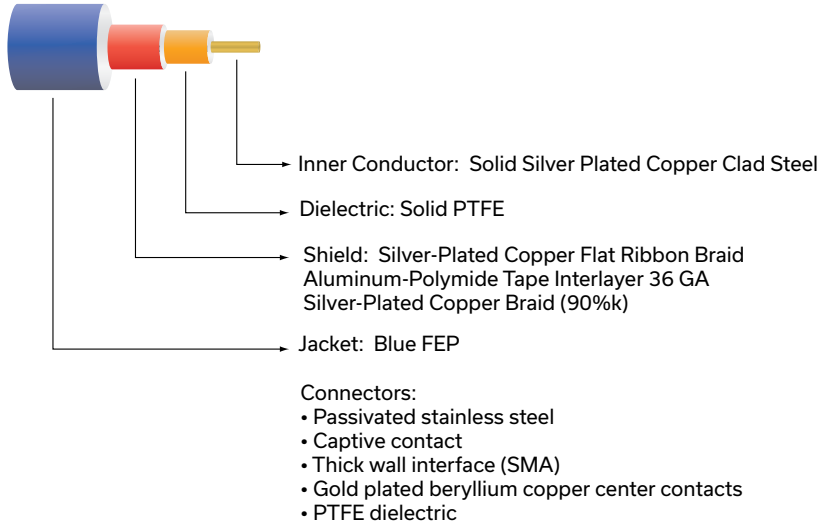 Inner Conductor: Solid Silver Plated Copper Clad Steel
Dielectric: Solid PTFE
Shield: Silver-Plated Copper Flat Ribbon Braid
Aluminum-Polymide Tape Interlayer 36 GA
Silver-Plated Copper Braid (90%k)
Jacket: Blue FEP
Connectors:
• Passivated stainless steel
• Captive contact
• Thick wall interface (SMA)
• Gold plated beryllium copper center contacts
• PTFE dielectric